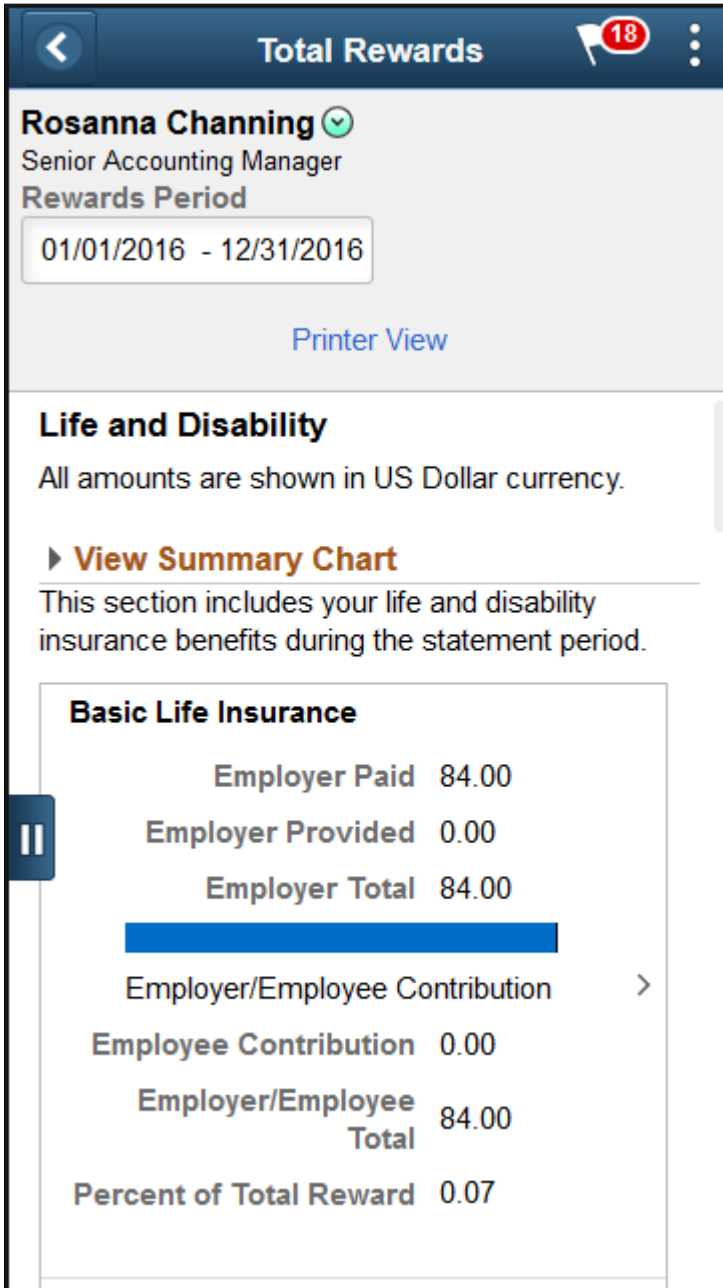 Total Rewards
18
Rosanna Channing
Senior Accounting Manager
Rewards Period
01/01/2016 - 12/31/2016
Printer View
Life and Disability
All amounts are shown in US Dollar currency.
View Summary Chart
This section includes your life and disability
insurance benefits during the statement period.
Basic Life Insurance
Employer Paid 84.00
Employer Provided 0.00
Employer Total 84.00
Employer/Employee Contribution
Employee Contribution 0.00
Employer/Employee
Total 84.00
Percent of Total Reward 0.07